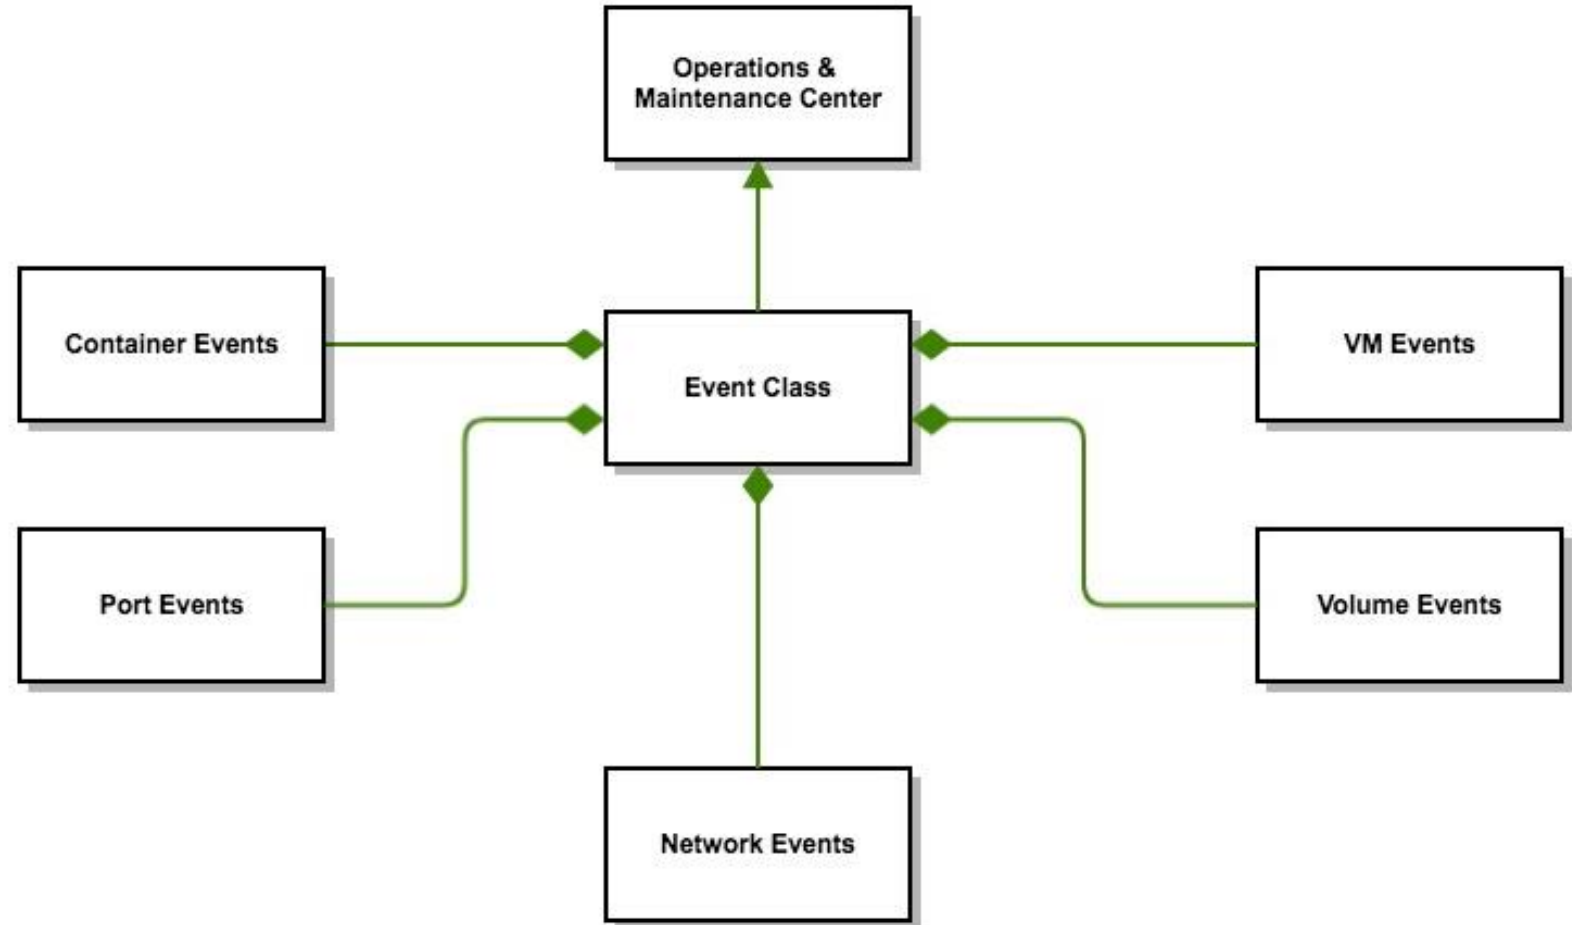 Operations &
Maintenance Center
Container Events
VM Events
Event Class
Port Events
Volume Events
Network Events